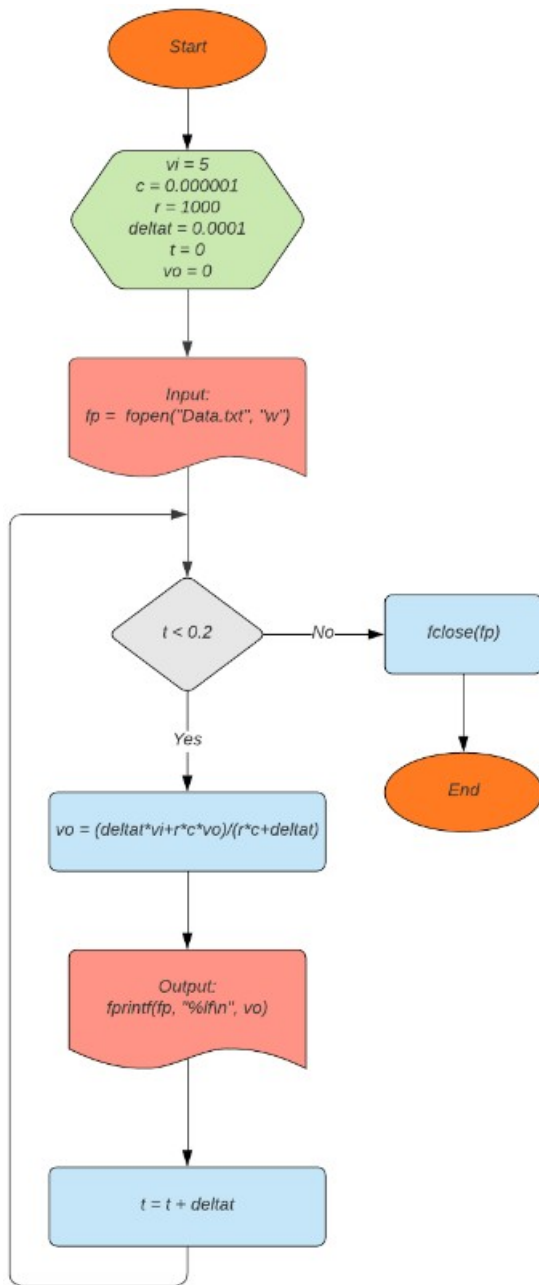 Start
vi = 5
c = 0.000001
r = 1000
deltat = 0.0001
t = 0
vo = 0
Input:
fp =  fopen("Data.txt", "w")
t < 0.2
No
fclose(fp)
Yes
End
vo = (deltat*vi+r*c*vo)/(r*c+deltat)
Output:
fprintf(fp, "%lf\n", vo)
t = t + deltat